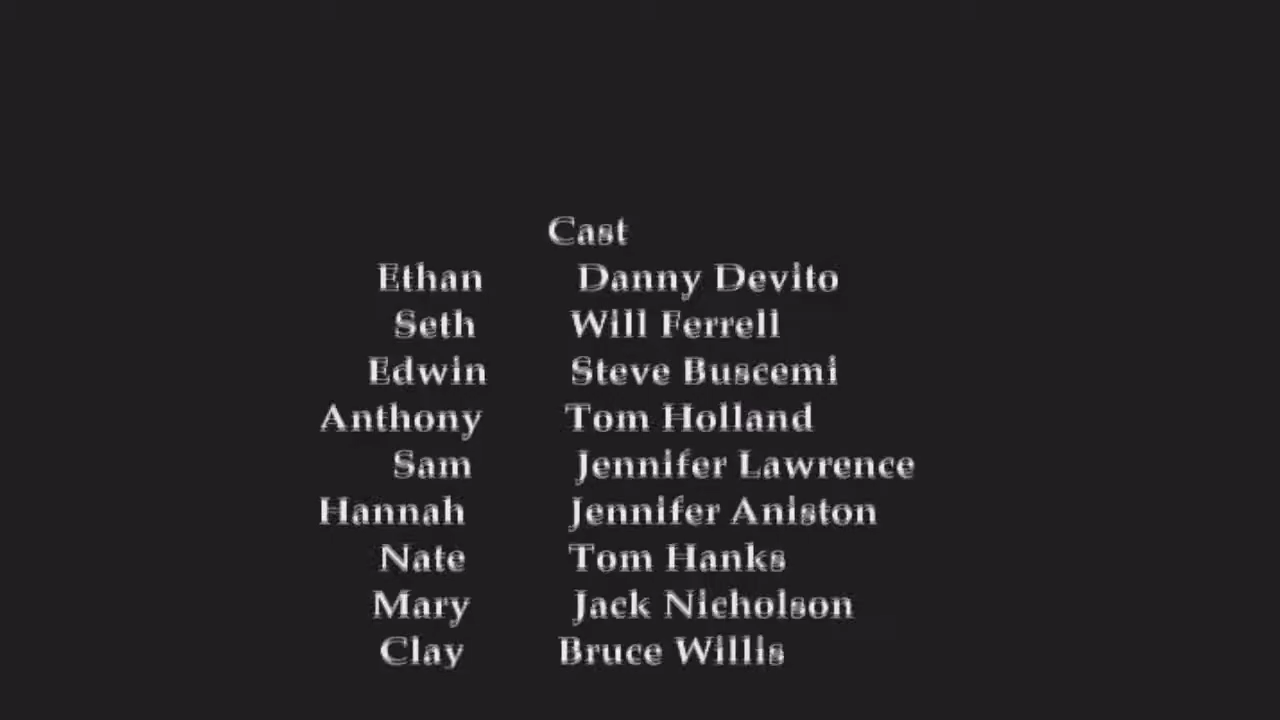 Cast
Ethan Danny Devito
Seth Will Ferrell
Edwin Steve Buscemi
Anthony Tom Holland
Sam Jennifer Lawrence
Hannah Jennifer Aniston
Nate Tom Hanks
Mary Jack Nicholson
Clay Bruce Willis